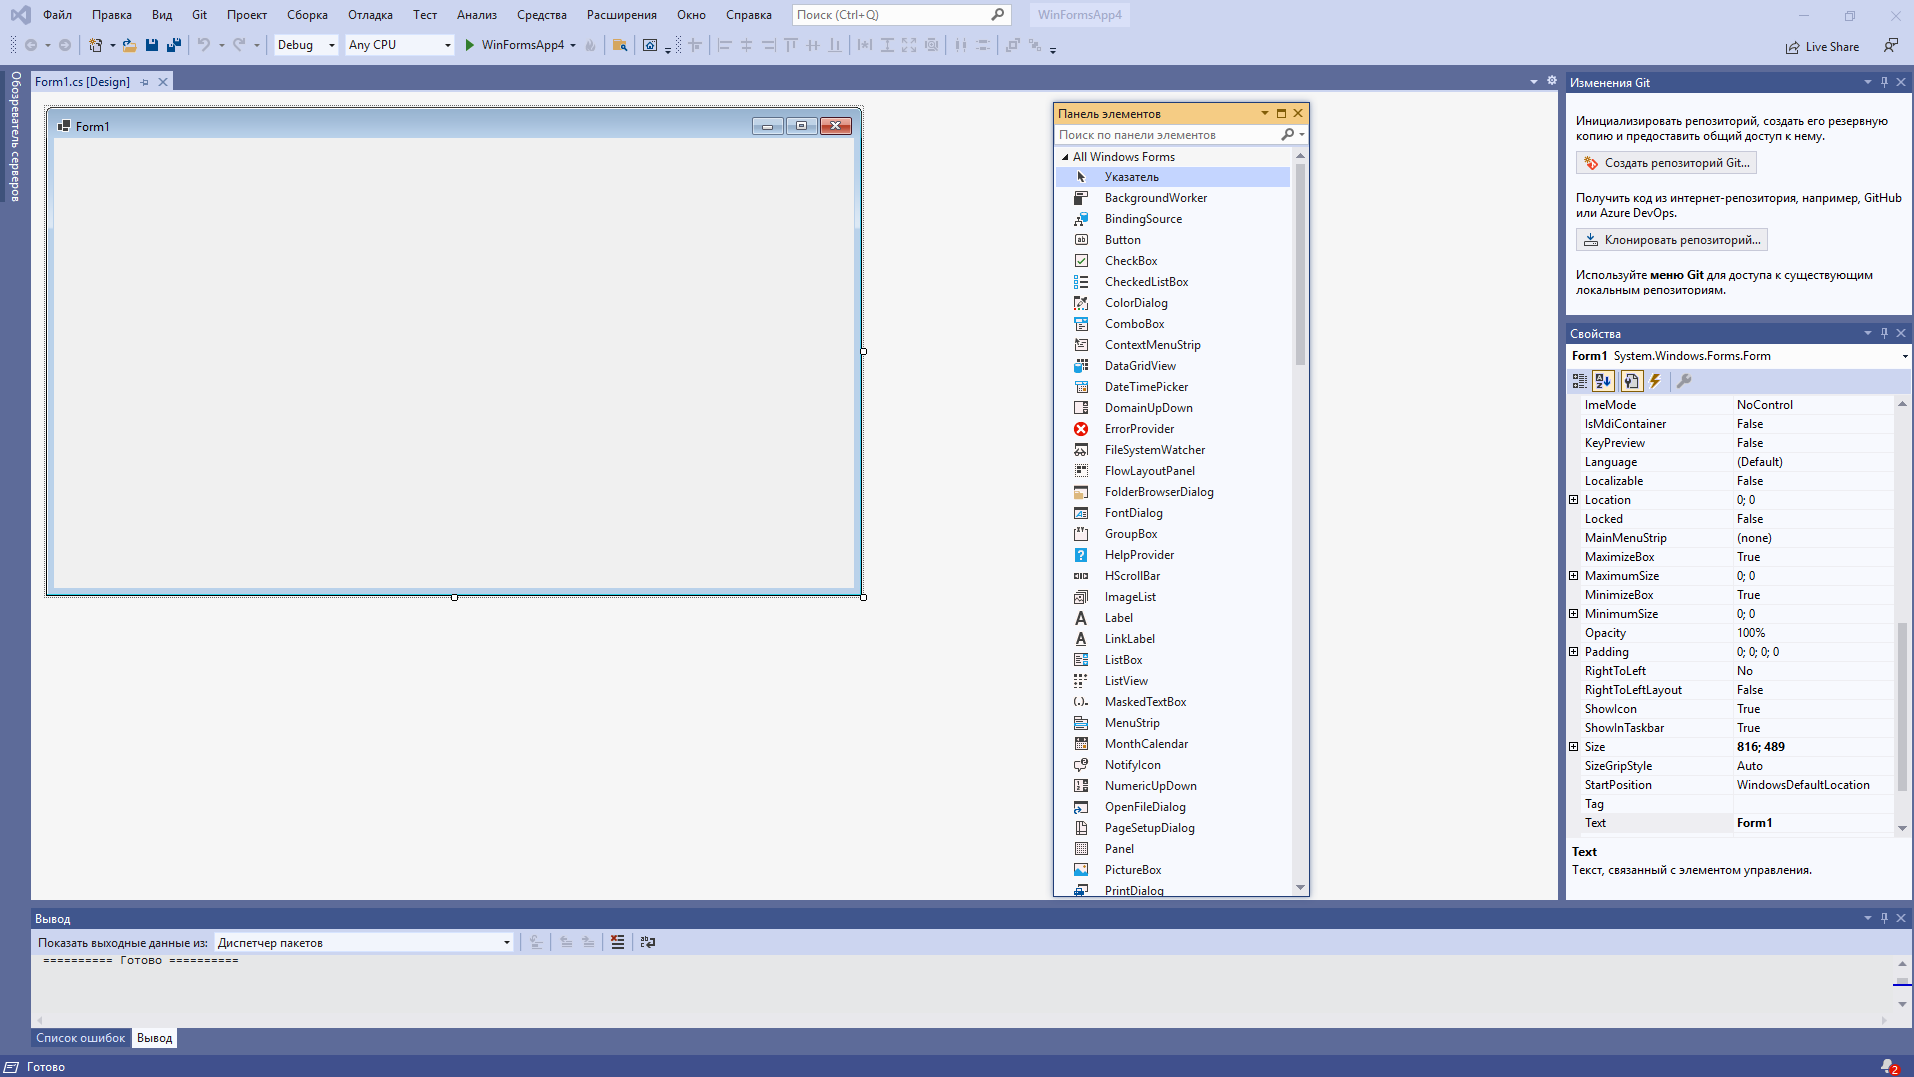 Файл Правка Вид Git Проект Сборка Отладка Тест Анализ Средства Расширения Окно Справка Поиск (Ctrl+Q) WinFormsApp4
Debug Any CPU WinFormsApp4 Live Share
Обозреватель серверов
Form1.cs [Design]
Form1
Панель элементов
Поиск по панели элементов
All Windows Forms
Указатель
BackgroundWorker
BindingSource
Button
CheckBox
CheckedListBox
ColorDialog
ComboBox
ContextMenuStrip
DataGridView
DateTimePicker
DomainUpDown
ErrorProvider
FileSystemWatcher
FlowLayoutPanel
FolderBrowserDialog
FontDialog
GroupBox
HelpProvider
HScrollBar
ImageList
Label
LinkLabel
ListBox
ListView
MaskedTextBox
MenuStrip
MonthCalendar
NotifyIcon
NumericUpDown
OpenFileDialog
PageSetupDialog
Panel
PictureBox
PrintDialog
Изменения Git
Инициализировать репозиторий, создать его резервную
копию и предоставить общий доступ к нему.
Создать репозиторий Git...
Получить код из интернет-репозитория, например, GitHub
или Azure DevOps.
Клонировать репозиторий...
Используйте меню Git для доступа к существующим
локальным репозиториям.
Свойства
Form1 System.Windows.Forms.Form
ImeMode NoControl
IsMdiContainer False
KeyPreview False
Language (Default)
Localizable False
Location 0; 0
Locked False
MainMenuStrip (none)
MaximizeBox True
MaximumSize 0; 0
MinimizeBox True
MinimumSize 0; 0
Opacity 100%
Padding 0; 0; 0; 0
RightToLeft No
RightToLeftLayout False
ShowIcon True
ShowInTaskbar True
Size 816; 489
SizeGripStyle Auto
StartPosition WindowsDefaultLocation
Tag
Text Form1
Text
Текст, связанный с элементом управления.
Вывод
Показать выходные данные из: Диспетчер пакетов
========== Готово ==========
Список ошибок Вывод
Готово 2